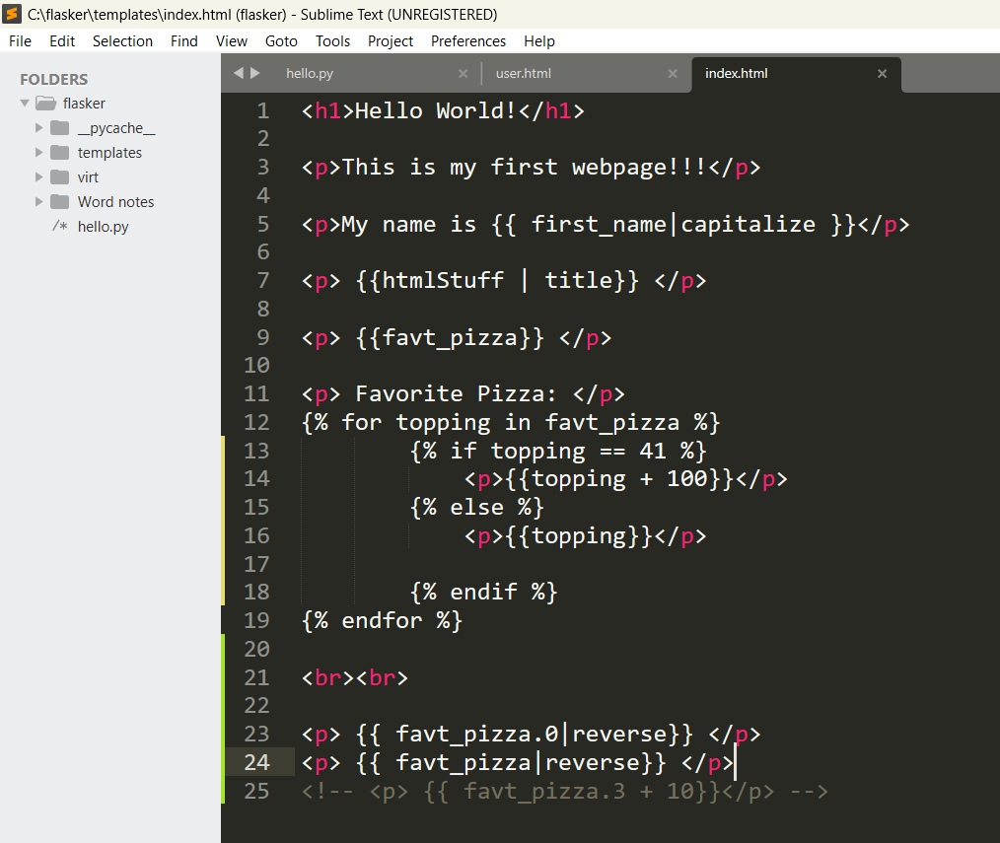 C:\flasker\templates\index.html (flasker) - Sublime Text (UNREGISTERED)
File Edit Selection Find View Goto Tools Project Preferences Help
FOLDERS
flasker
__pycache__
templates
virt
Word notes
/* hello.py
hello.py × user.html × index.html ×
1 <h1>Hello World!</h1>
2
3 <p>This is my first webpage!!!</p>
4
5 <p>My name is {{ first_name|capitalize }}</p>
6
7 <p> {{htmlStuff | title}} </p>
8
9 <p> {{favt_pizza}} </p>
10
11 <p> Favorite Pizza: </p>
12 {% for topping in favt_pizza %}
13         {% if topping == 41 %}
14             <p>{{topping + 100}}</p>
15         {% else %}
16             <p>{{topping}}</p>
17
18         {% endif %}
19 {% endfor %}
20
21 <br><br>
22
23 <p> {{ favt_pizza.0|reverse}} </p>
24 <p> {{ favt_pizza|reverse}} </p>
25 <!-- <p> {{ favt_pizza.3 + 10}}</p> -->